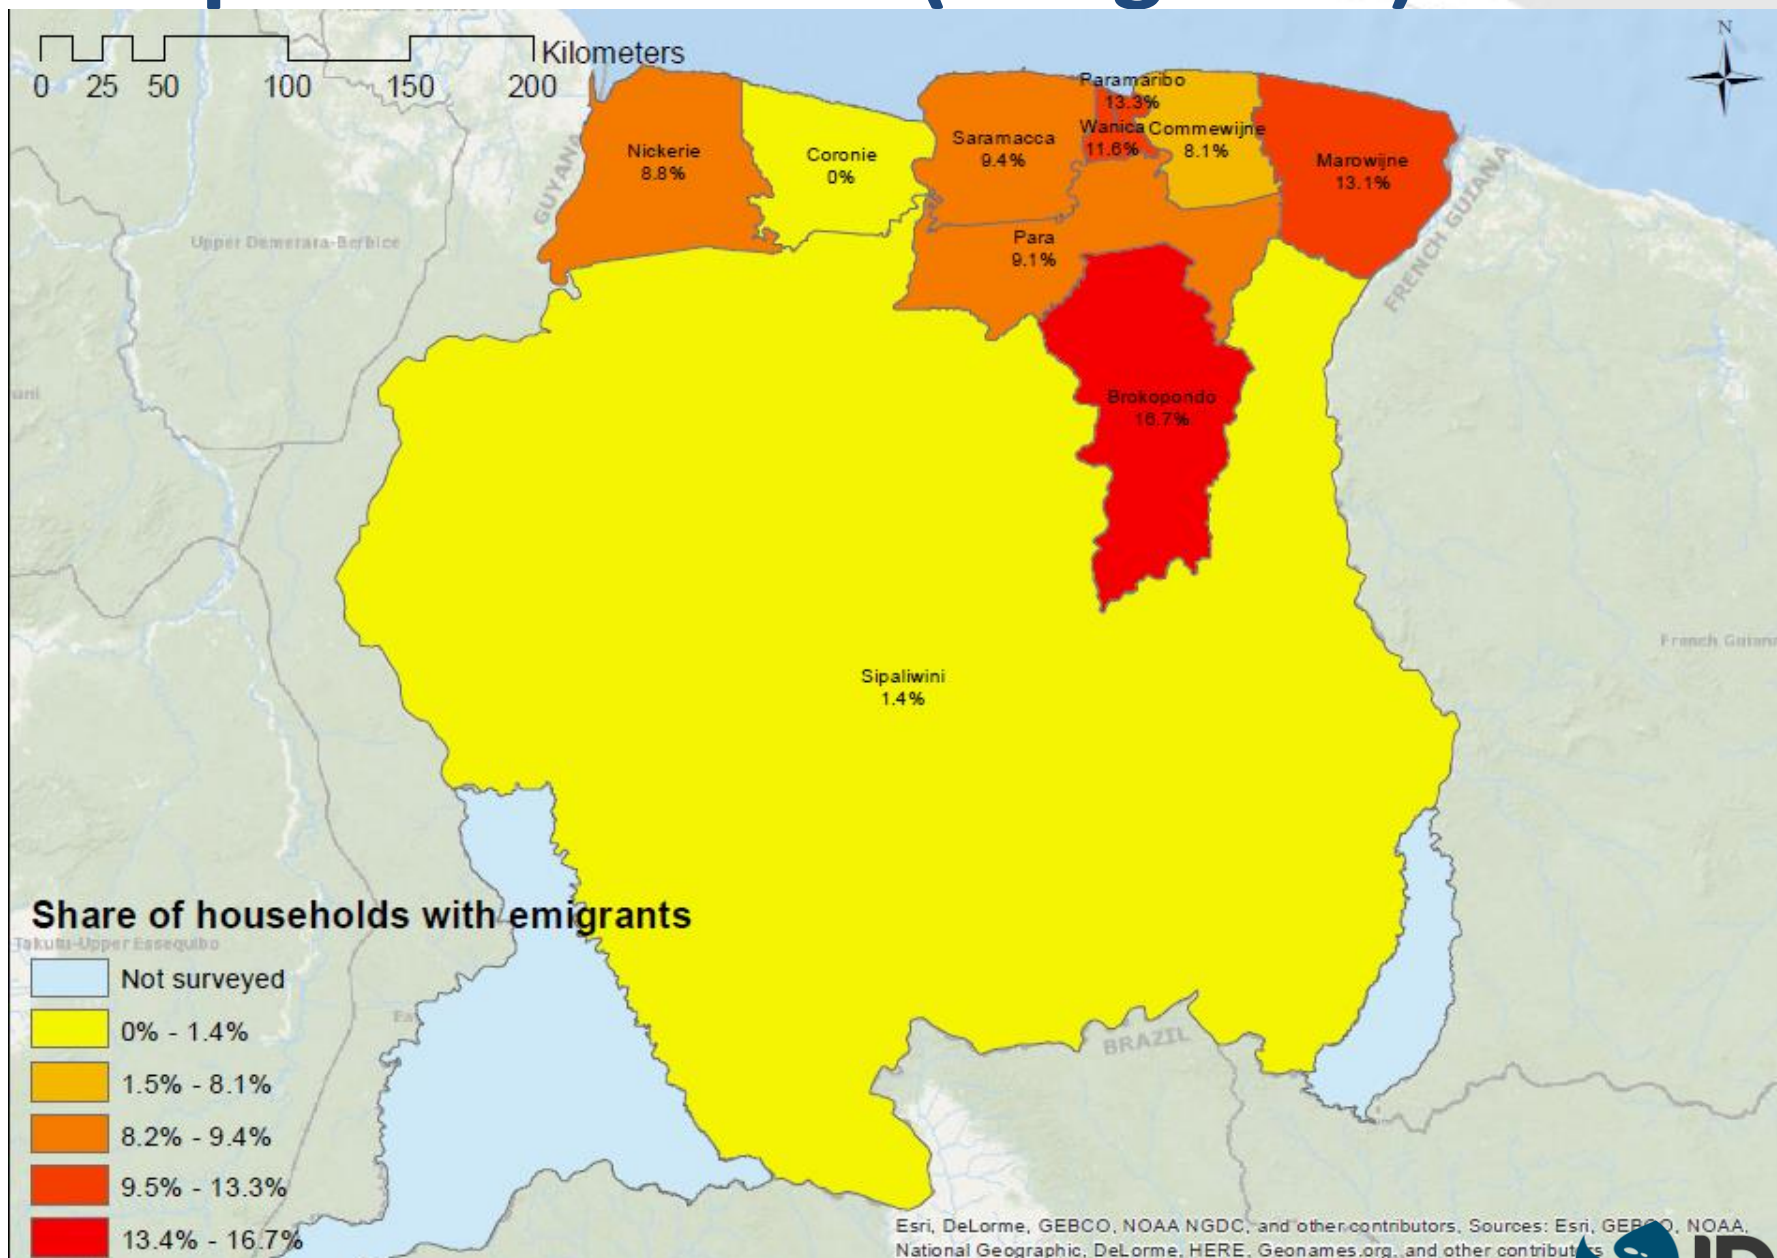 Kilometers
0 25 50 100 150 200
N
Paramaribo
13.3%
Nickerie
8.8%
Coronie
0%
Saramacca
9.4%
Wanica
11.6%
Commewijne
8.1%
Marowijne
13.1%
GUYANA
Upper Demerara-Berbice
Para
9.1%
FRENCH GUIANA
Brokopondo
16.7%
Sipaliwini
1.4%
Share of households with emigrants
Takutu-Upper Essequibo
Not surveyed
0% - 1.4%
BRAZIL
1.5% - 8.1%
8.2% - 9.4%
9.5% - 13.3%
13.4% - 16.7%
Esri, DeLorme, GEBCO, NOAA NGDC, and other contributors, Sources: Esri, GEBCO, NOAA,
National Geographic, DeLorme, HERE, Geonames.org, and other contributors